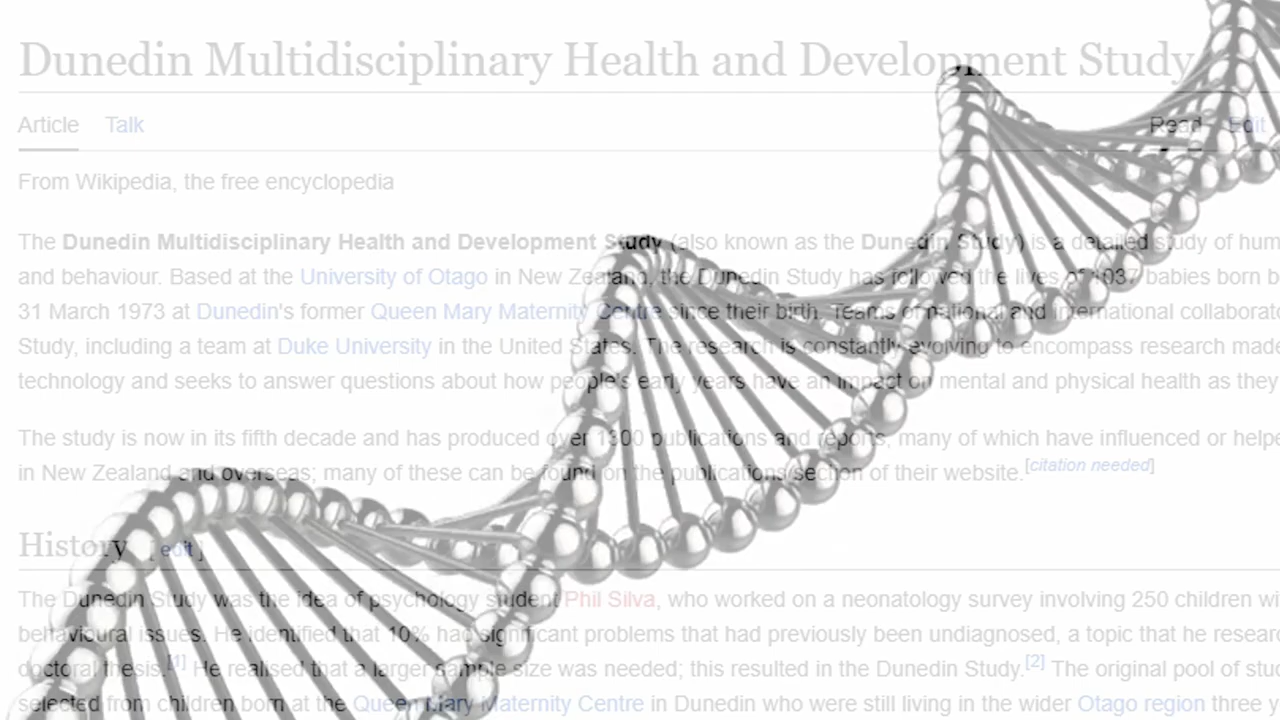 Dunedin Multidisciplinary Health and Development Study
Article Talk Read Edit
From Wikipedia, the free encyclopedia
The Dunedin Multidisciplinary Health and Development Study (also known as the Dunedin Study) is a detailed study of hum
and behaviour. Based at the University of Otago in New Zealand, the Dunedin Study has followed the lives of babies born b
31 March 1973 at Dunedin's former Queen Mary Maternity Centre since their birth. Teams of national and international collaborato
Study, including a team at Duke University in the United States. The research is constantly evolving to encompass research made
technology and seeks to answer questions about how people's early years have an impact on mental and physical health as they
The study is now in its fifth decade and has produced over 1300 publications and reports, many of which have influenced or helpe
in New Zealand and overseas; many of these can be found on the publications section of their website.[citation needed]
History [ edit ]
The Dunedin Study was the idea of psychology student Phil Silva, who worked on a neonatology survey involving 250 children wi
behavioural issues. He identified that 10% had significant problems that had previously been undiagnosed, a topic that he resear
doctoral thesis.[1] He realised that a larger sample size was needed; this resulted in the Dunedin Study.[2] The original pool of stud
selected from children born at the Queen Mary Maternity Centre in Dunedin who were still living in the wider Otago region three y